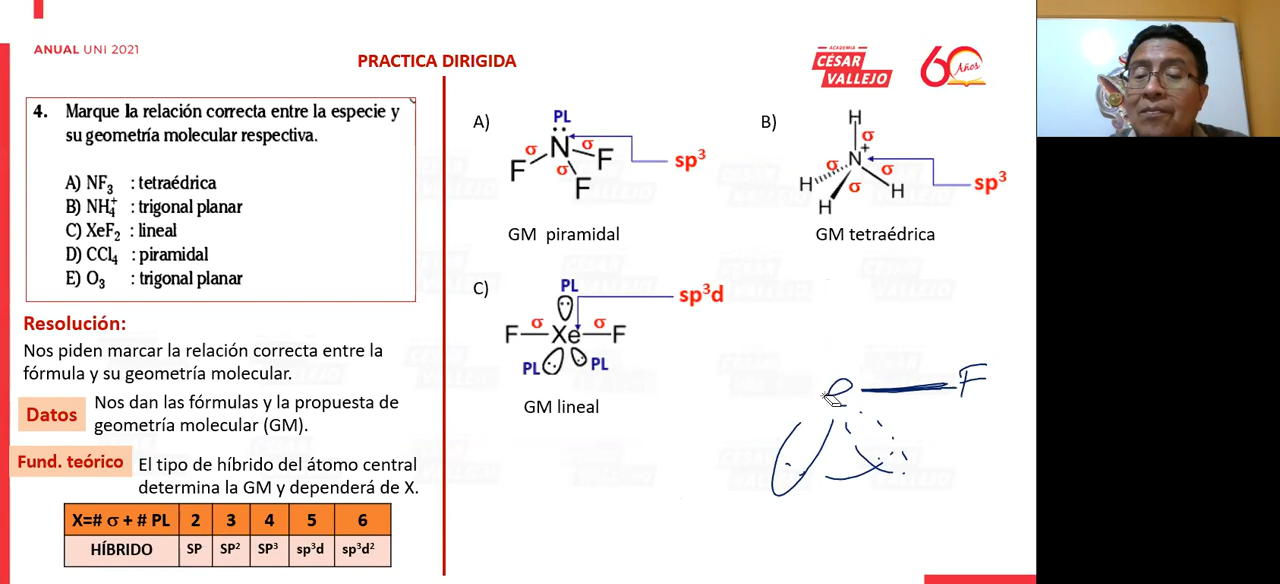 ANUAL UNI 2021
PRACTICA DIRIGIDA
ACADEMIA
CÉSAR
VALLEJO
60 Años
4. Marque la relación correcta entre la especie y
su geometría molecular respectiva.
A) NF₃ : tetraédrica
B) NH₄⁺ : trigonal planar
C) XeF₂ : lineal
D) CCl₄ : piramidal
E) O₃ : trigonal planar
Resolución:
Nos piden marcar la relación correcta entre la
fórmula y su geometría molecular.
Datos
Nos dan las fórmulas y la propuesta de
geometría molecular (GM).
Fund. teórico
El tipo de híbrido del átomo central
determina la GM y dependerá de X.
X=# σ + # PL 2 3 4 5 6
HÍBRIDO SP SP² SP³ sp³d sp³d²
A)
PL
N
σ σ σ
F F F
sp³
GM piramidal
B)
H
σ
N⁺
σ σ σ
H H H
sp³
GM tetraédrica
C)
PL
sp³d
F σ Xe σ F
PL PL
GM lineal
e F